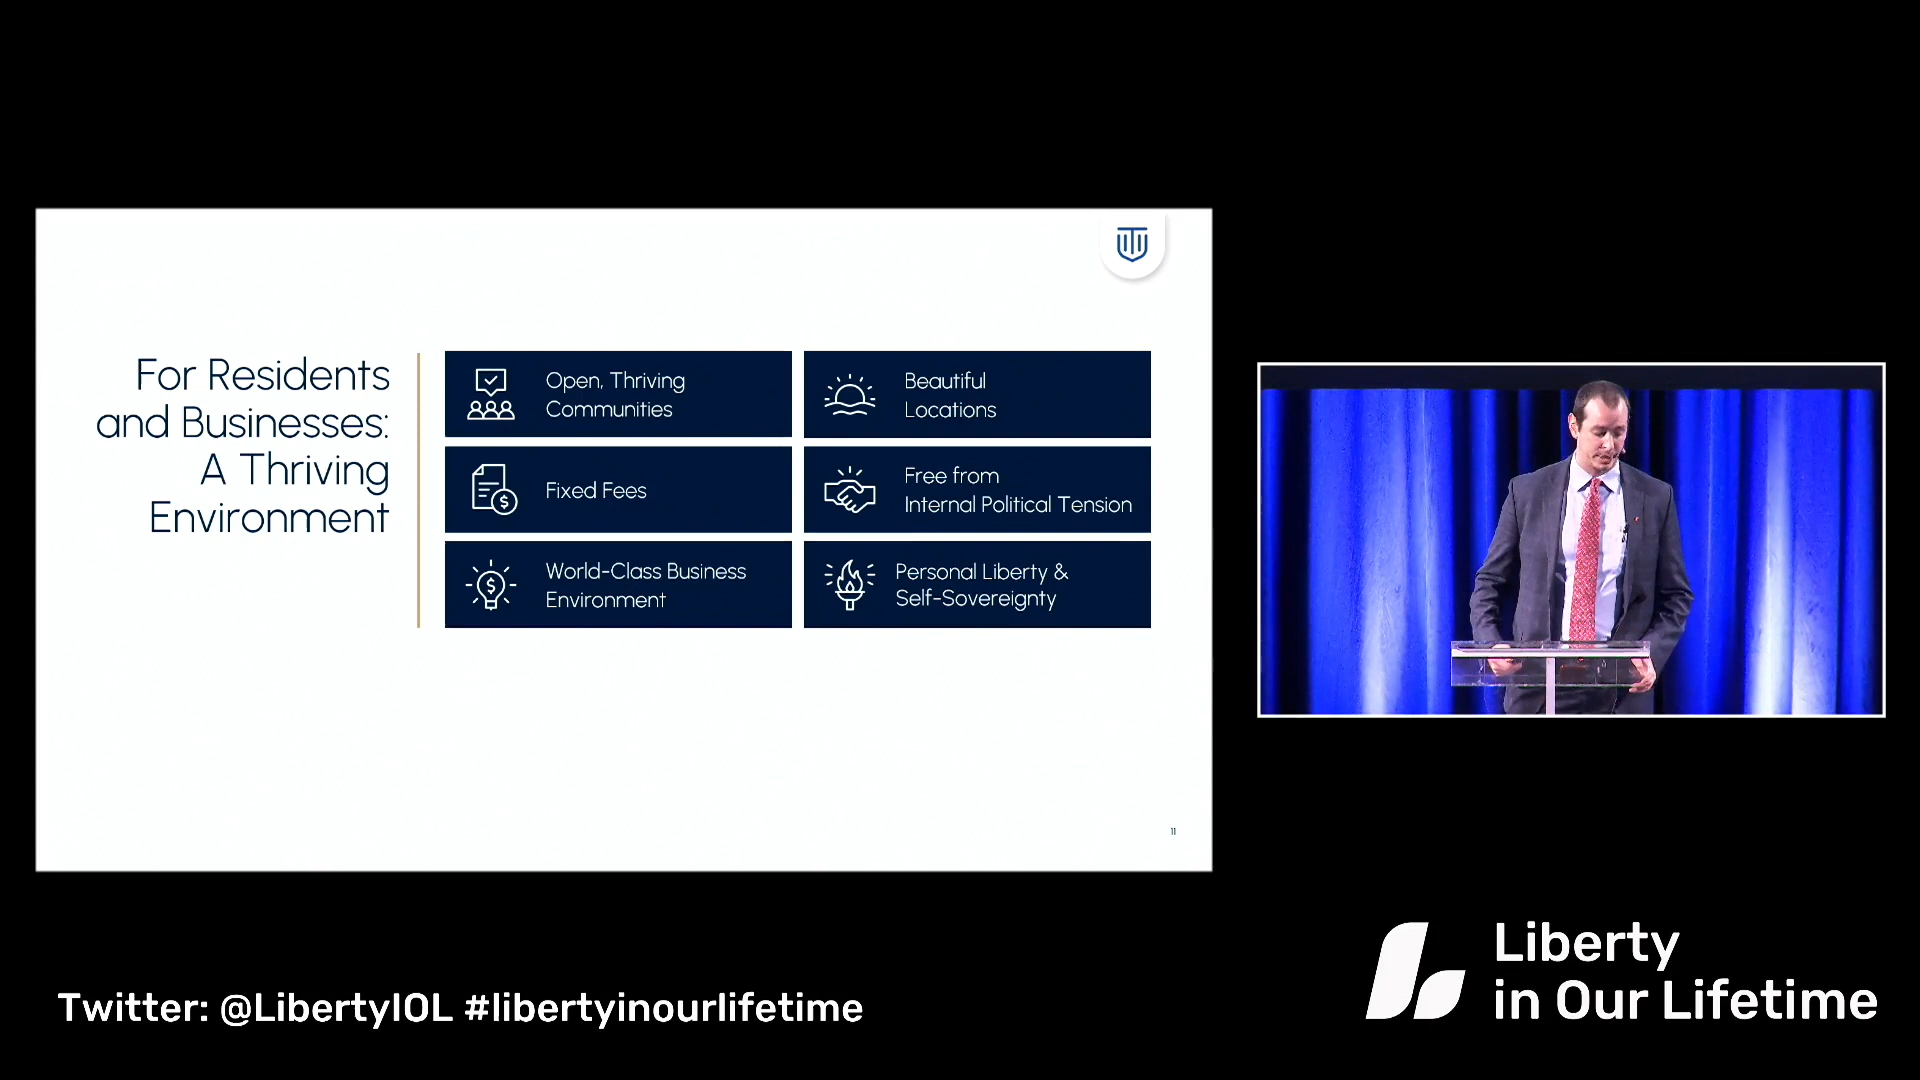 For Residents
and Businesses:
A Thriving
Environment
Open, Thriving
Communities
Beautiful
Locations
Fixed Fees
Free from
Internal Political Tension
World-Class Business
Environment
Personal Liberty &
Self-Sovereignty
11
Twitter: @LibertyIOL #libertyinourlifetime
Liberty
in Our Lifetime